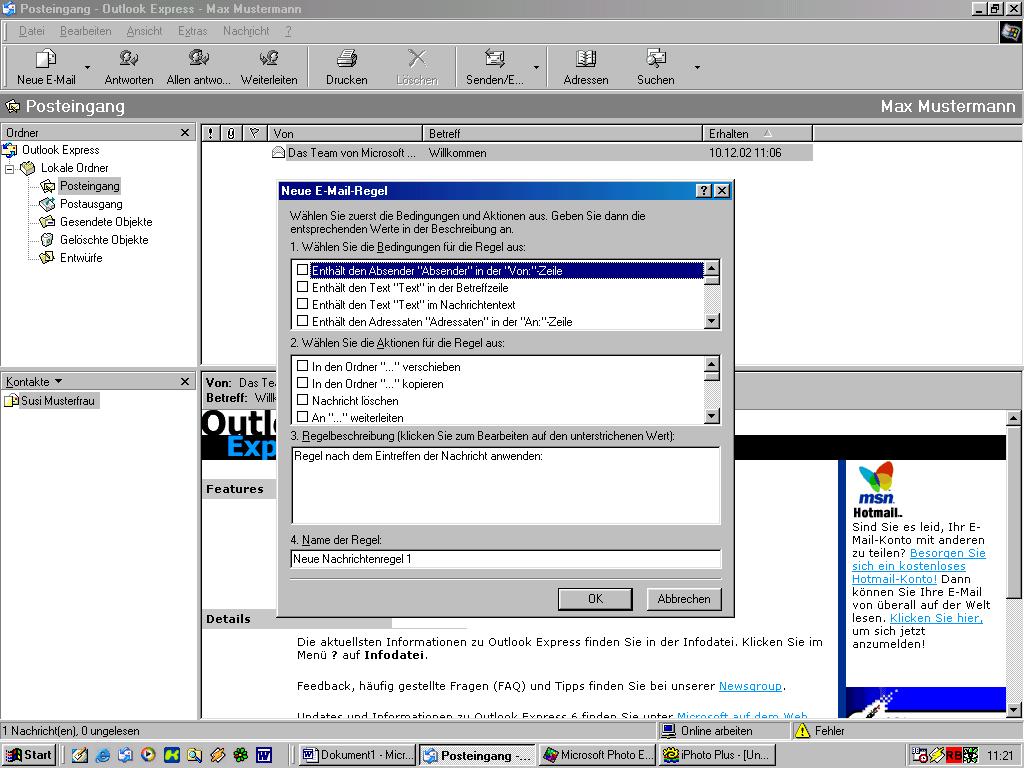 Posteingang - Outlook Express - Max Mustermann
Datei Bearbeiten Ansicht Extras Nachricht ?
Neue E-Mail Antworten Allen antwo... Weiterleiten Drucken Löschen Senden/E... Adressen Suchen
Posteingang Max Mustermann
Ordner
Outlook Express
Lokale Ordner
Posteingang
Postausgang
Gesendete Objekte
Gelöschte Objekte
Entwürfe
Kontakte
Susi Musterfrau
! Von Betreff Erhalten
Das Team von Microsoft ... Willkommen 10.12.02 11:06
Neue E-Mail-Regel
Wählen Sie zuerst die Bedingungen und Aktionen aus. Geben Sie dann die
entsprechenden Werte in der Beschreibung an.
1. Wählen Sie die Bedingungen für die Regel aus:
Enthält den Absender "Absender" in der "Von:"-Zeile
Enthält den Text "Text" in der Betreffzeile
Enthält den Text "Text" im Nachrichtentext
Enthält den Adressaten "Adressaten" in der "An:"-Zeile
2. Wählen Sie die Aktionen für die Regel aus:
In den Ordner "..." verschieben
In den Ordner "..." kopieren
Nachricht löschen
An "..." weiterleiten
3. Regelbeschreibung (klicken Sie zum Bearbeiten auf den unterstrichenen Wert):
Regel nach dem Eintreffen der Nachricht anwenden:
4. Name der Regel:
Neue Nachrichtenregel 1
OK Abbrechen
Von: Das Tea
Betreff: Will
Outl
Exp
Features
Details
Die aktuellsten Informationen zu Outlook Express finden Sie in der Infodatei. Klicken Sie im
Menü ? auf Infodatei.
Feedback, häufig gestellte Fragen (FAQ) und Tipps finden Sie bei unserer Newsgroup.
Updates und Informationen zu Outlook Express 6 finden Sie unter Microsoft auf dem Web
msn
Hotmail
Sind Sie es leid, Ihr E-
Mail-Konto mit anderen
zu teilen? Besorgen Sie
sich ein kostenloses
Hotmail-Konto! Dann
können Sie Ihre E-Mail
von überall auf der Welt
lesen. Klicken Sie hier,
um sich jetzt
anzumelden!
1 Nachricht(en), 0 ungelesen Online arbeiten Fehler
Start Dokument1 - Micr... Posteingang -... Microsoft Photo E... iPhoto Plus - [Un... RB 11:21